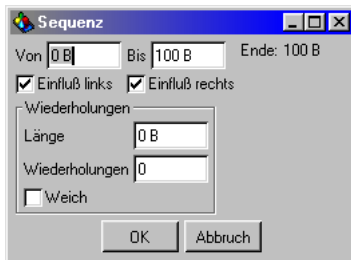 Sequenz
Von 0 B Bis 100 B Ende: 100 B
Einfluß links Einfluß rechts
Wiederholungen
Länge 0 B
Wiederholungen 0
Weich
OK Abbruch